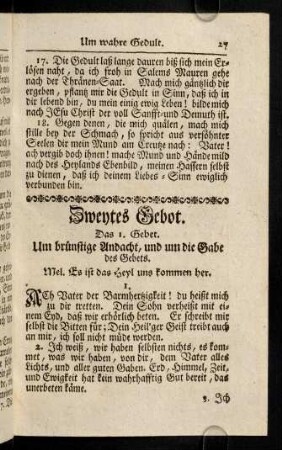 Um wahre Gedult. 27
17. Die Gedult laß lange dauren biß sich mein Er-
lösen naht, da ich froh in Salems Mauren gehe
nach der Thränen-Saat. Mach mich gäntzlich dir
ergeben, pflantz mir die Gedult in Sinn, daß ich in
dir lebend bin, du mein einig ewig Leben! bilde mich
nach JEsu Christ der voll Sanfft- und Demuth ist.
18. Gegen denen, die mich quälen, mach mich
stille bey der Schmach, so spricht aus versöhnter
Seelen dir mein Mund am Creutze nach: Vater!
ach vergib doch ihnen! mache Mund und Hände mild
nach des Heylands Ebenbild, meinen Hassern selbst
zu dienen, daß ich deinem Liebes-Sinn ewiglich
verbunden bin.
Zweytes Gebot.
Das 1. Gebet.
Um brünstige Andacht, und um die Gabe
des Gebets.
Mel. Es ist das Heyl uns kommen her.
1.
ACh Vater der Barmhertzigkeit! du heißt mich
zu dir tretten. Dein Sohn verheißt mit ei-
nem Eyd, daß wir erhörlich beten. Er schreibt mir
selbst die Bitten für; Dein Heil'ger Geist treibt auch
an mir, ich soll nicht müde werden.
2. Ich weiß, wir haben selbsten nichts, es kom-
met, was wir haben, von dir, dem Vater alles
Lichts, und aller guten Gaben. Erd, Himmel, Zeit,
und Ewigkeit hat kein wahrhafftig Gut bereit, das
unerbeten käme.
3. Ich